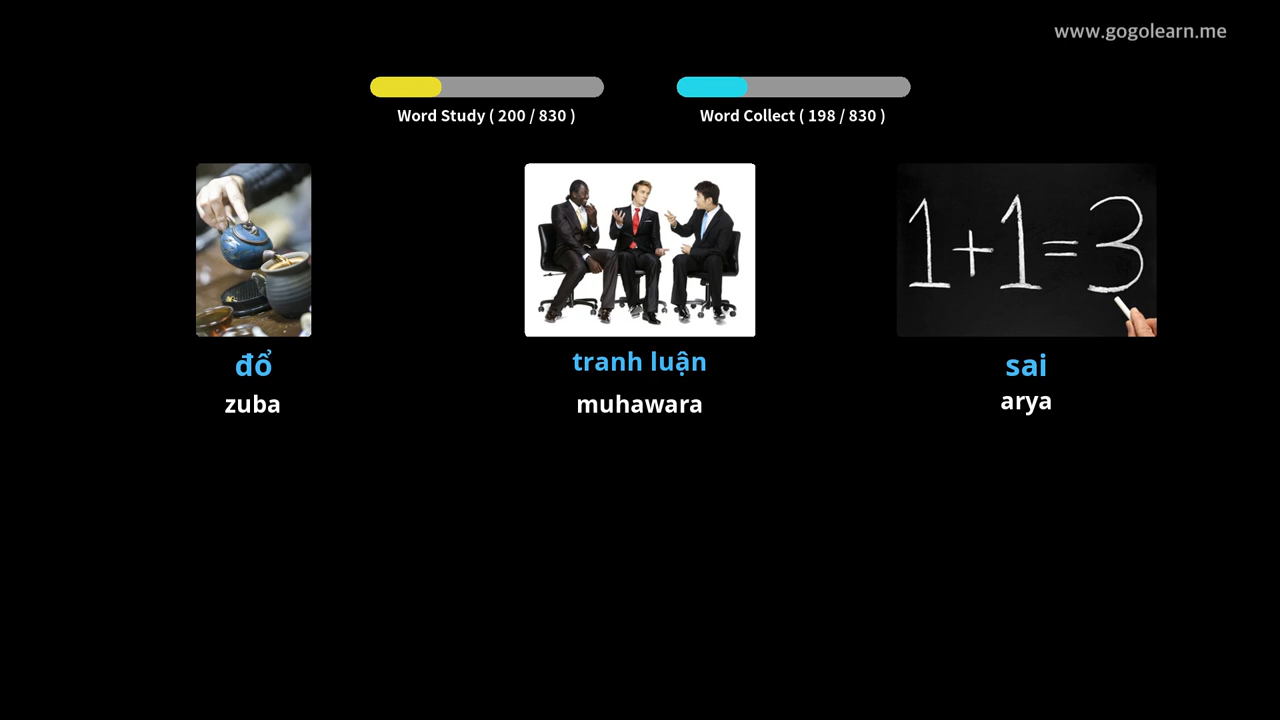 www.gogolearn.me
Word Study ( 200 / 830 )
Word Collect ( 198 / 830 )
1+1=3
đổ
tranh luận
sai
zuba
muhawara
arya